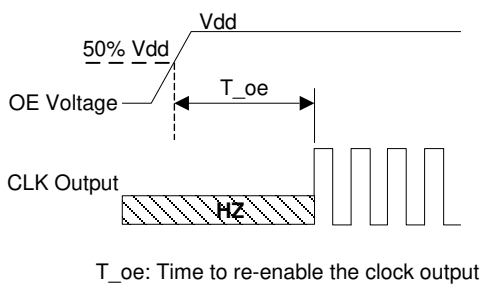 Vdd
50% Vdd
T_oe
OE Voltage
CLK Output
HZ
T_oe: Time to re-enable the clock output